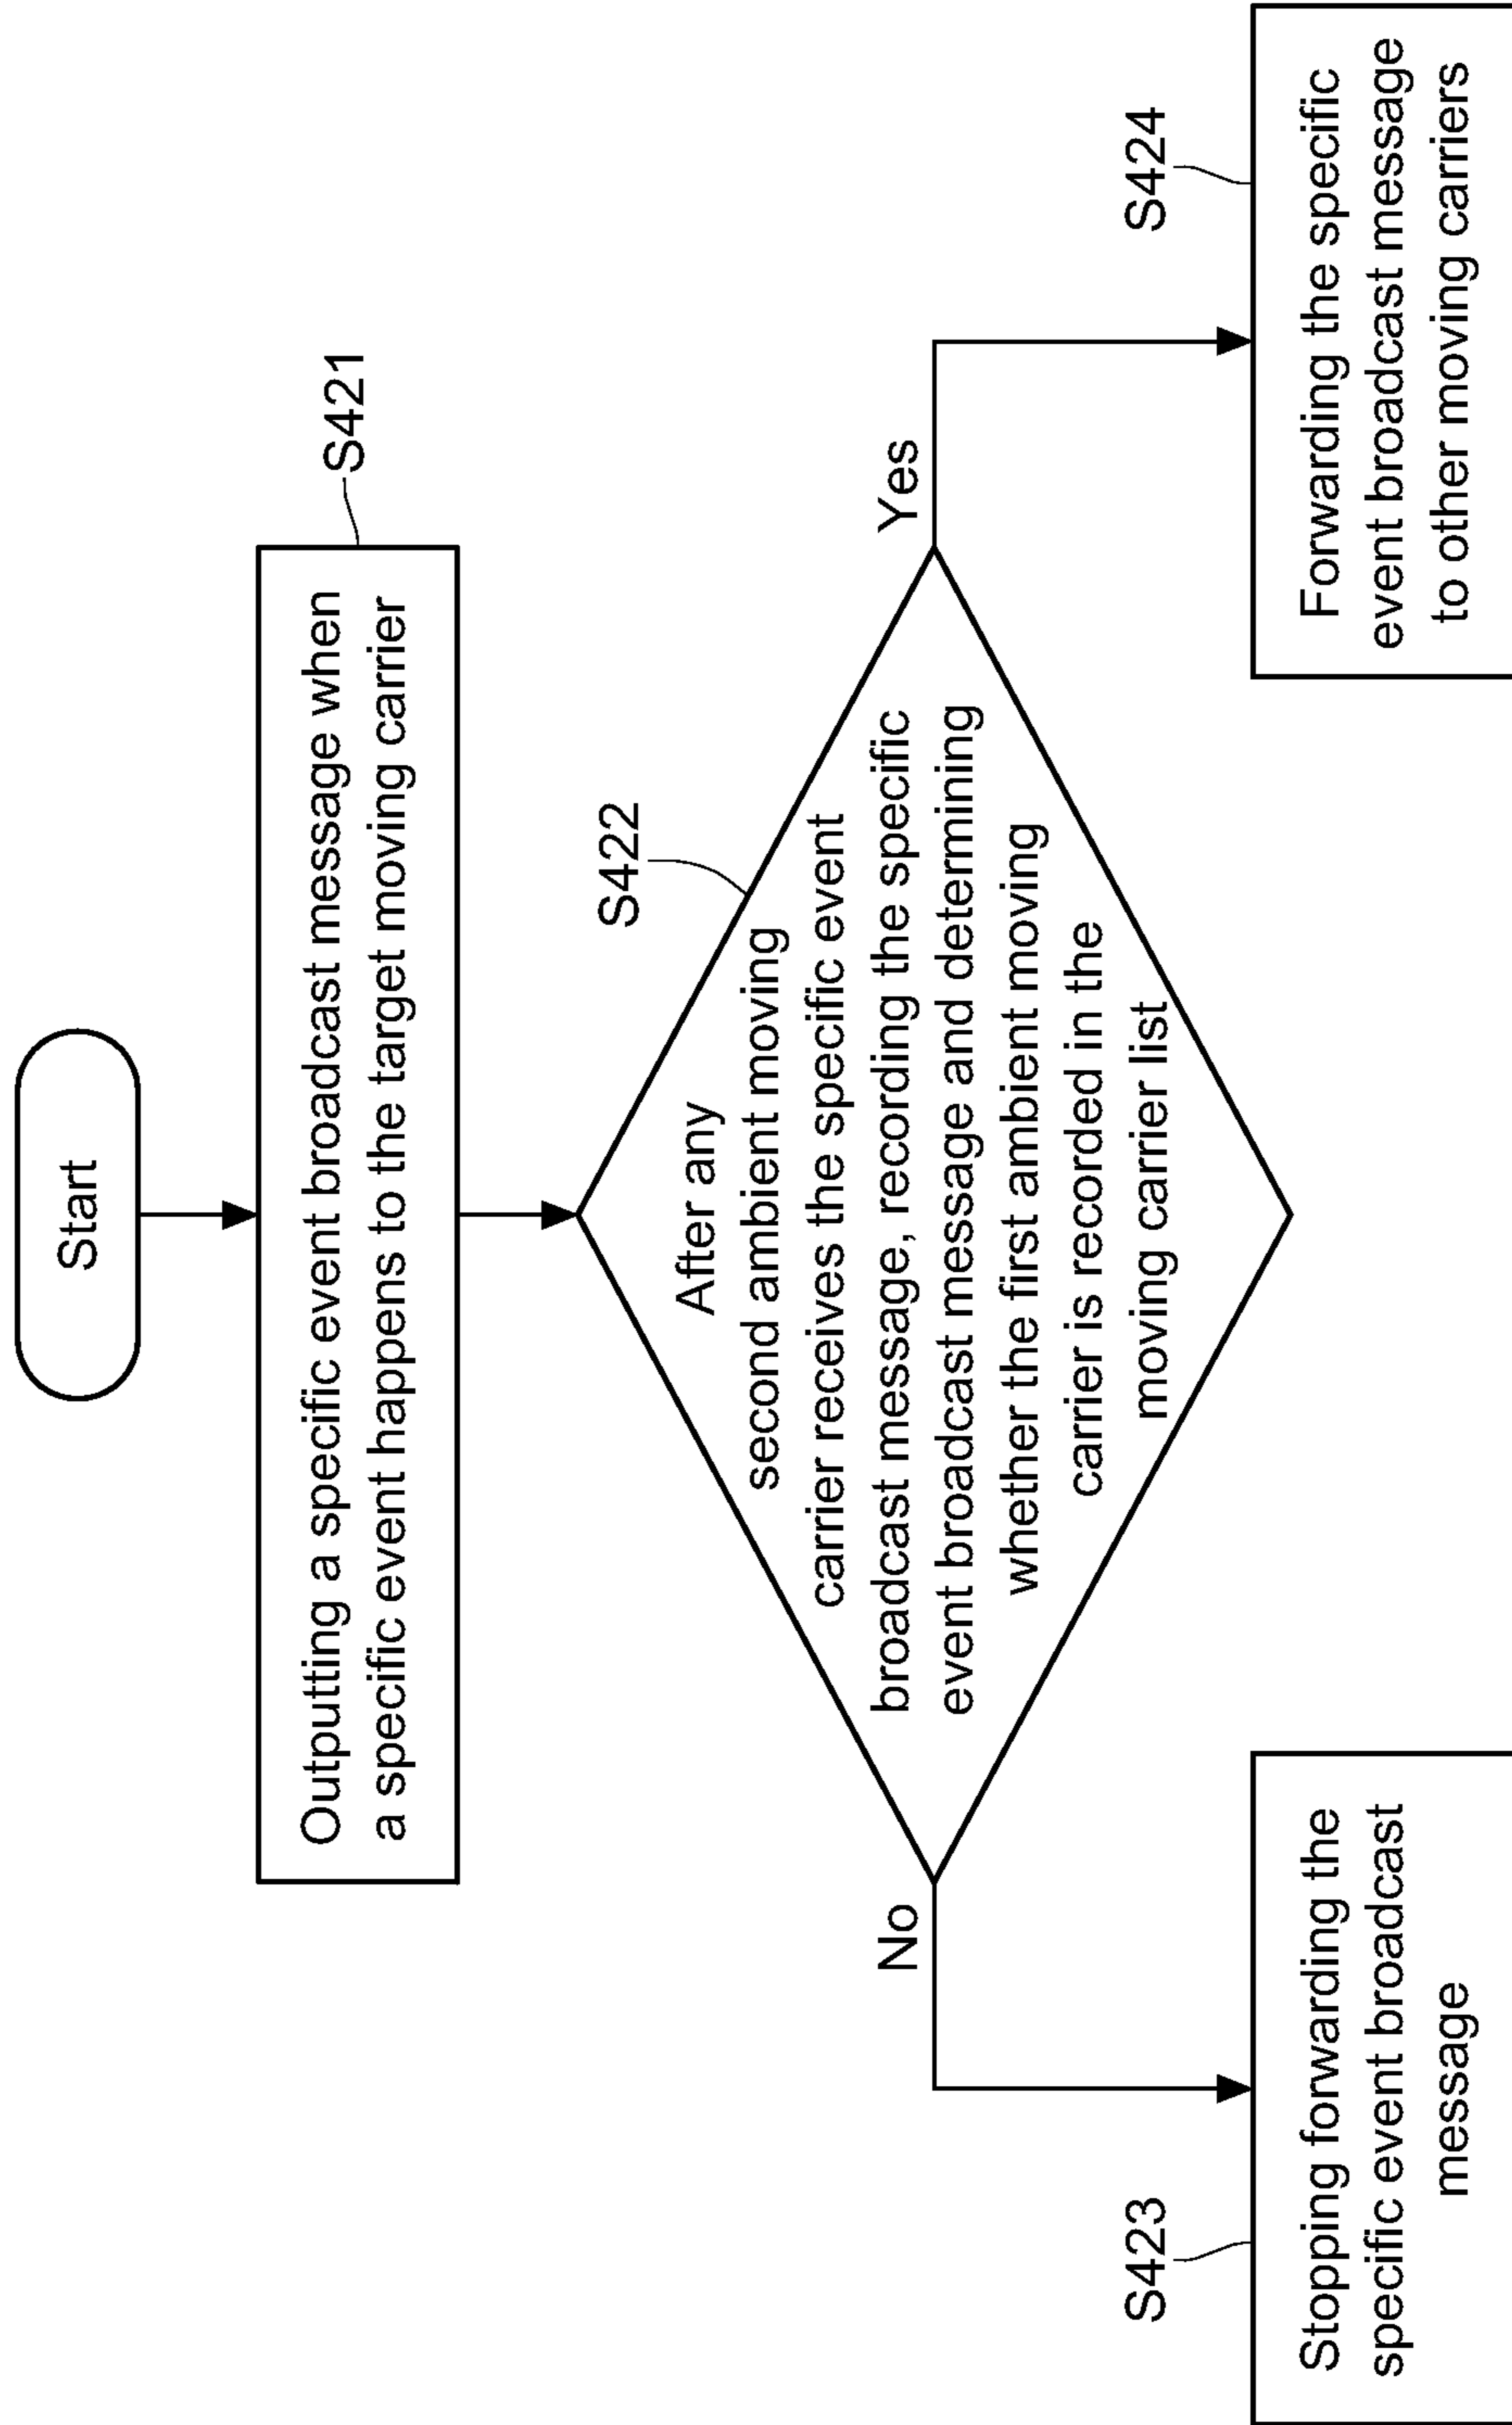 Start
S421
Outputting a specific event broadcast message when
a specific event happens to the target moving carrier
S422
After any
second ambient moving
carrier receives the specific event
broadcast message, recording the specific
event broadcast message and determining
whether the first ambient moving
carrier is recorded in the
moving carrier list
No
Yes
S423
Stopping forwarding the
specific event broadcast
message
S424
Forwarding the specific
event broadcast message
to other moving carriers